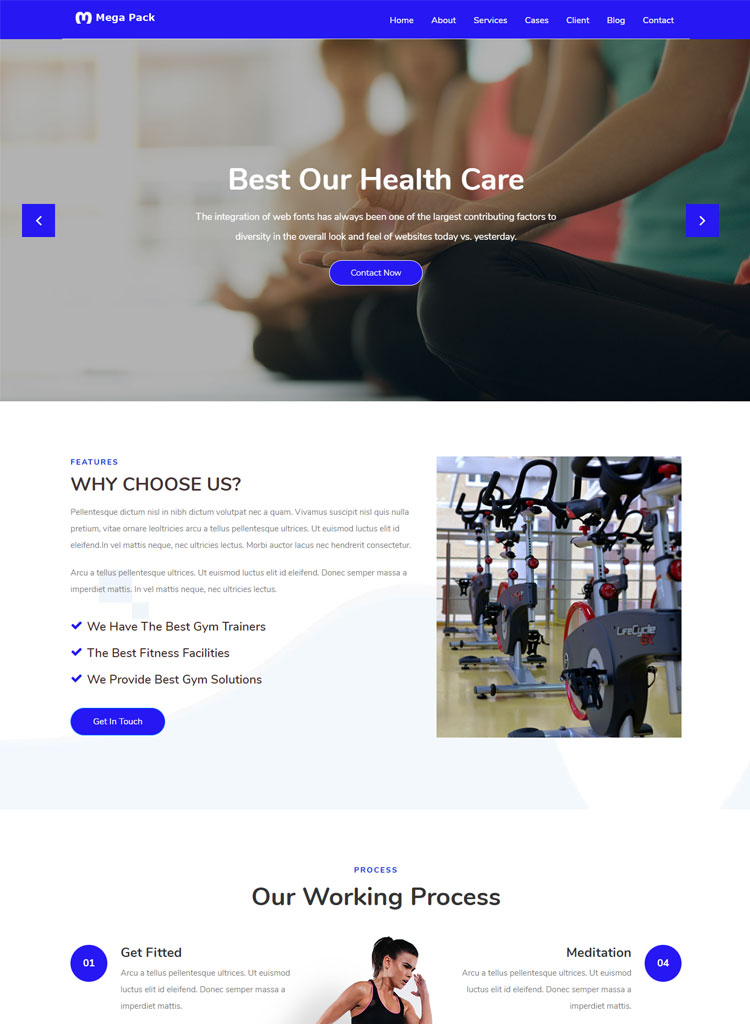 Mega Pack
Home About Services Cases Client Blog Contact
Best Our Health Care
The integration of web fonts has always been one of the largest contributing factors to
diversity in the overall look and feel of websites today vs. yesterday.
Contact Now
FEATURES
WHY CHOOSE US?
Pellentesque dictum nisl in nibh dictum volutpat nec a quam. Vivamus suscipit nisl quis nulla
pretium, vitae ornare leoltricies arcu a tellus pellentesque ultrices. Ut euismod luctus elit id
eleifend.In vel mattis neque, nec ultricies lectus. Morbi auctor lacus nec hendrerit consectetur.
Arcu a tellus pellentesque ultrices. Ut euismod luctus elit id eleifend. Donec semper massa a
imperdiet mattis. In vel mattis neque, nec ultricies lectus.
We Have The Best Gym Trainers
The Best Fitness Facilities
We Provide Best Gym Solutions
Get In Touch
LifeCycle
PROCESS
Our Working Process
01
Get Fitted
Arcu a tellus pellentesque ultrices. Ut euismod
luctus elit id eleifend. Donec semper massa a
imperdiet mattis.
Meditation
04
Arcu a tellus pellentesque ultrices. Ut euismod
luctus elit id eleifend. Donec semper massa a
imperdiet mattis.